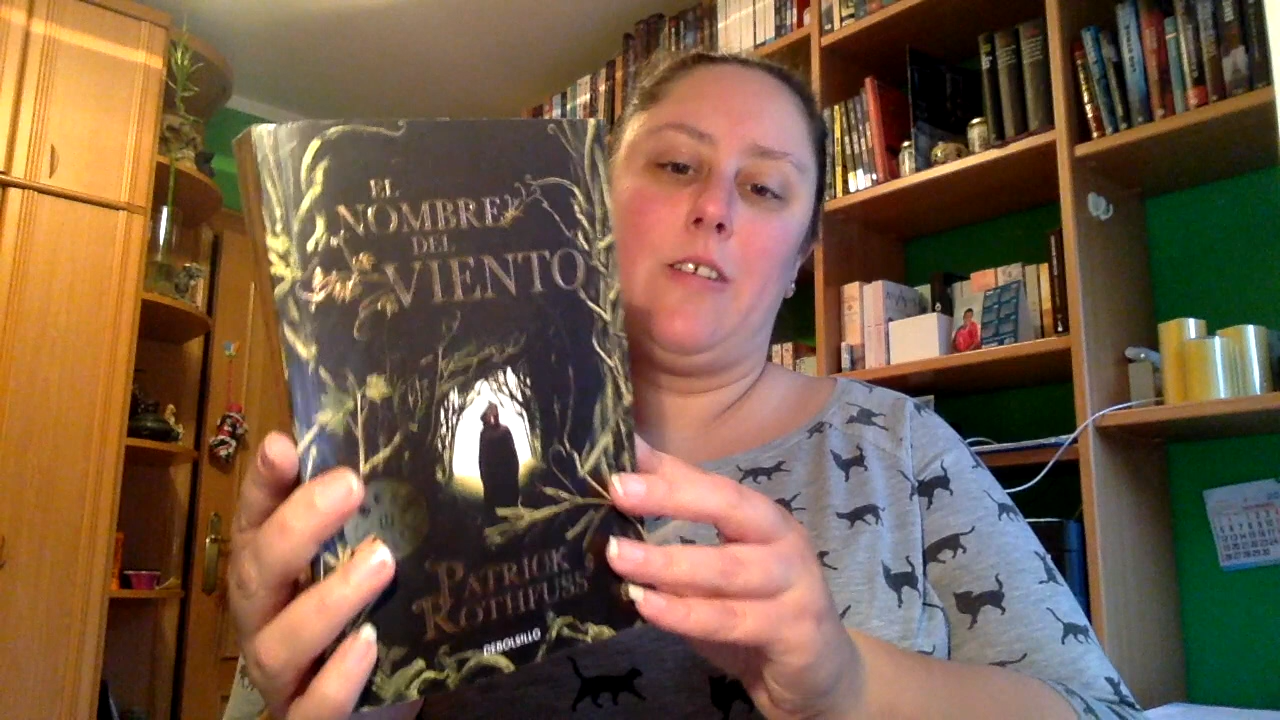 EL
NOMBRE
DEL
VIENTO
PATRICK
ROTHFUSS
DEBOLSILLO